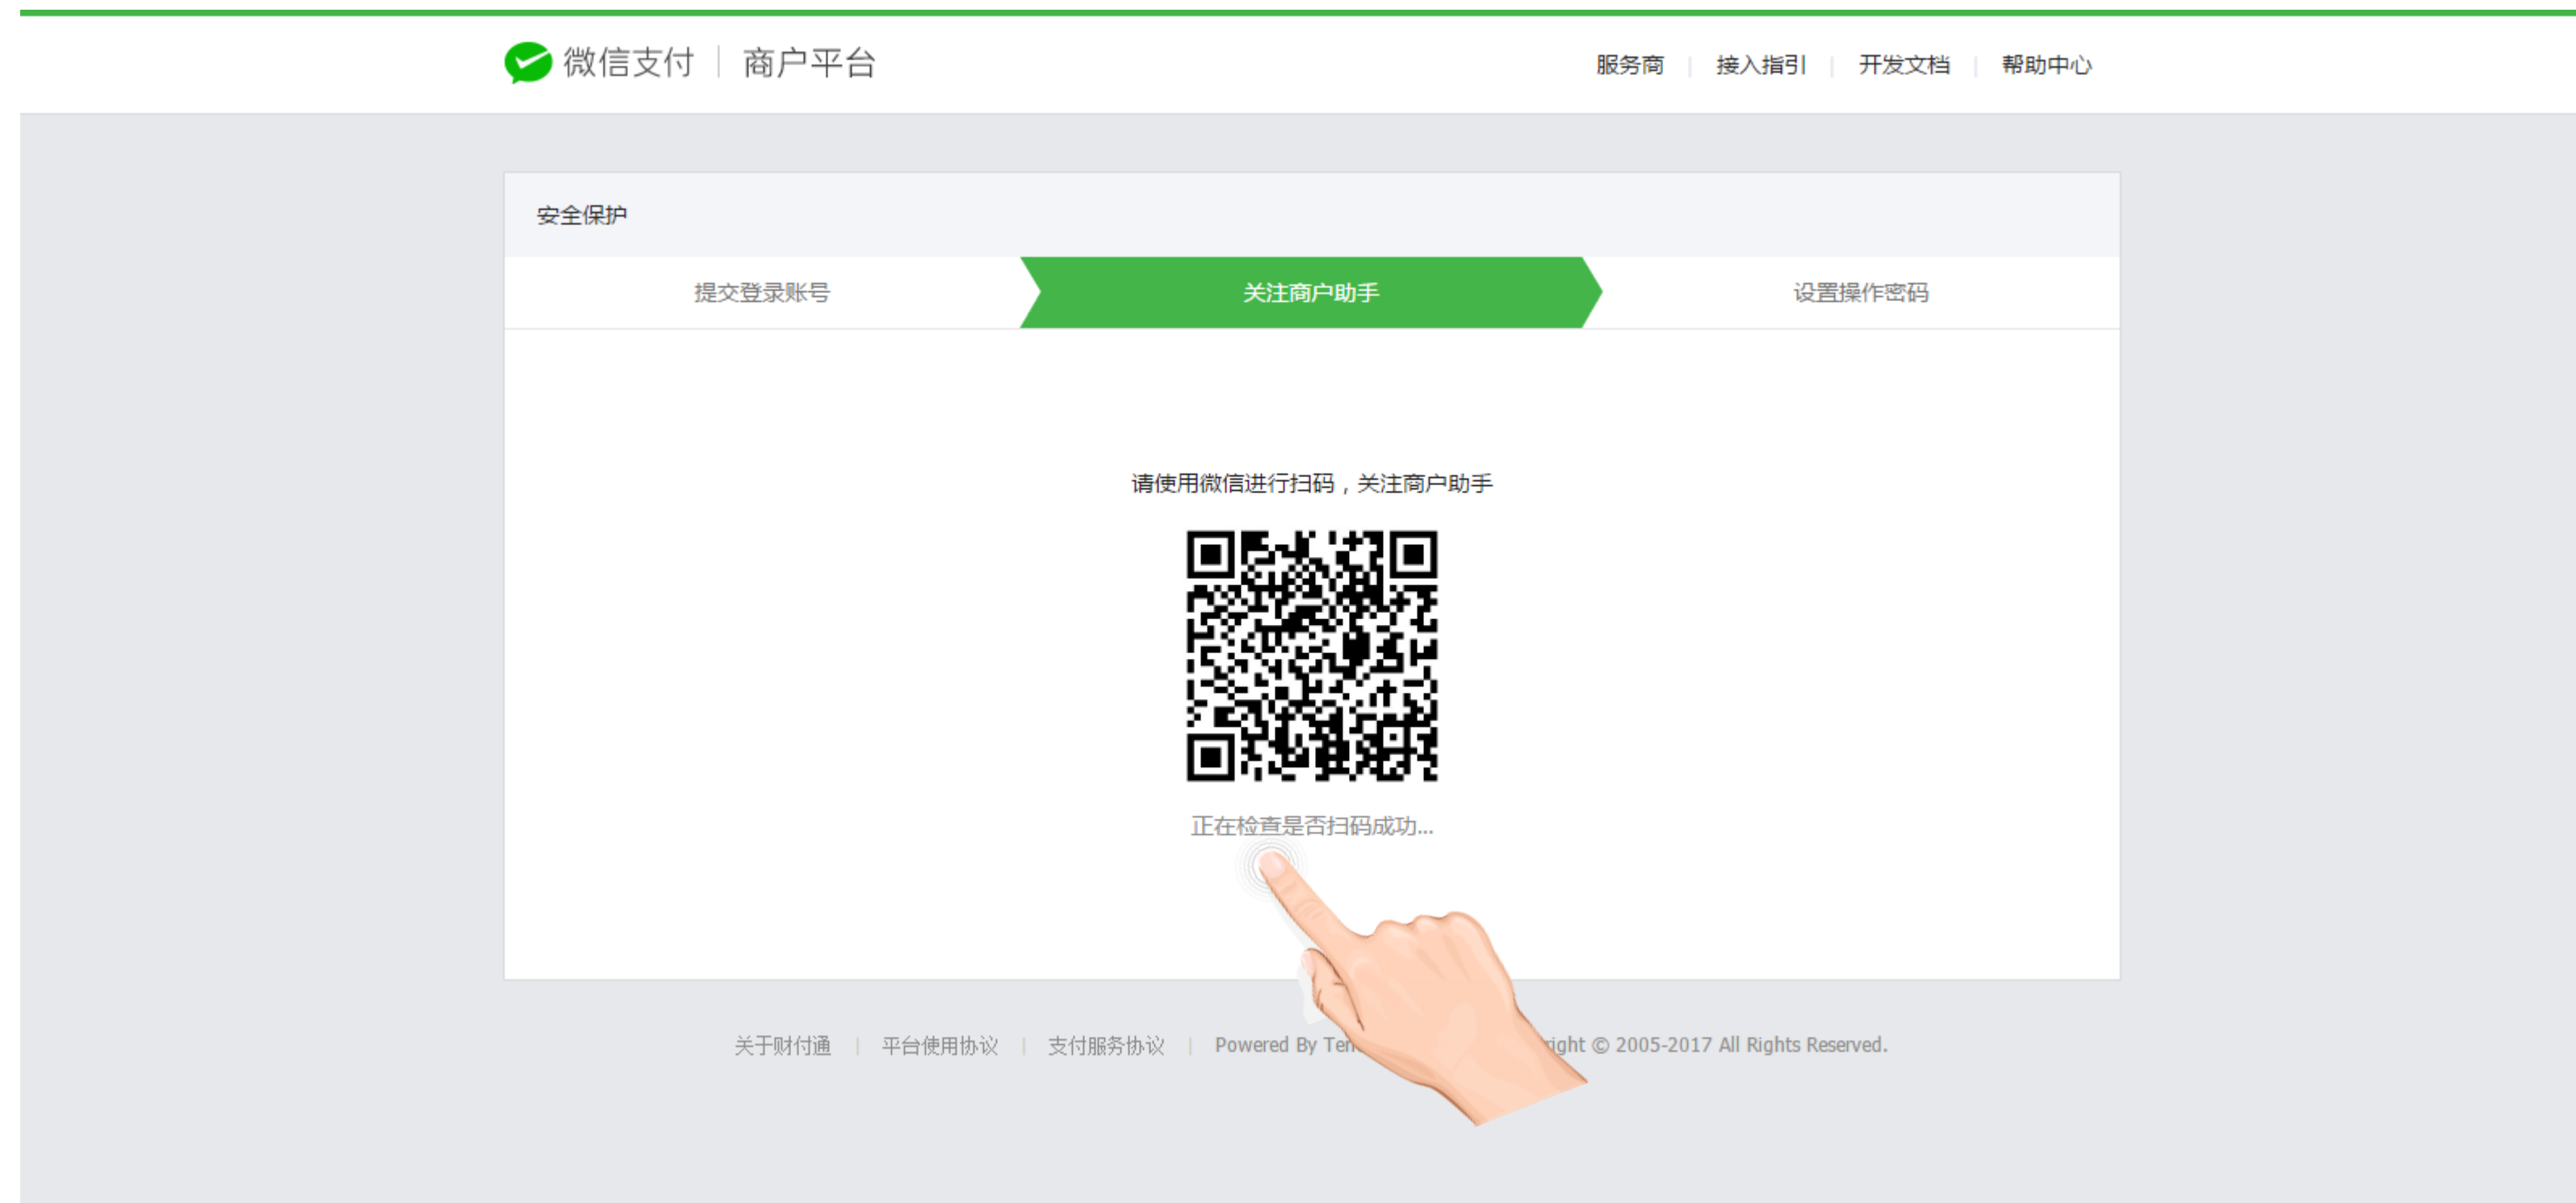 微信支付 | 商户平台
服务商 | 接入指引 | 开发文档 | 帮助中心
安全保护
提交登录账号
关注商户助手
设置操作密码
请使用微信进行扫码，关注商户助手
正在检查是否扫码成功...
关于财付通 | 平台使用协议 | 支付服务协议 | Powered By © 2005-2017 All Rights Reserved.